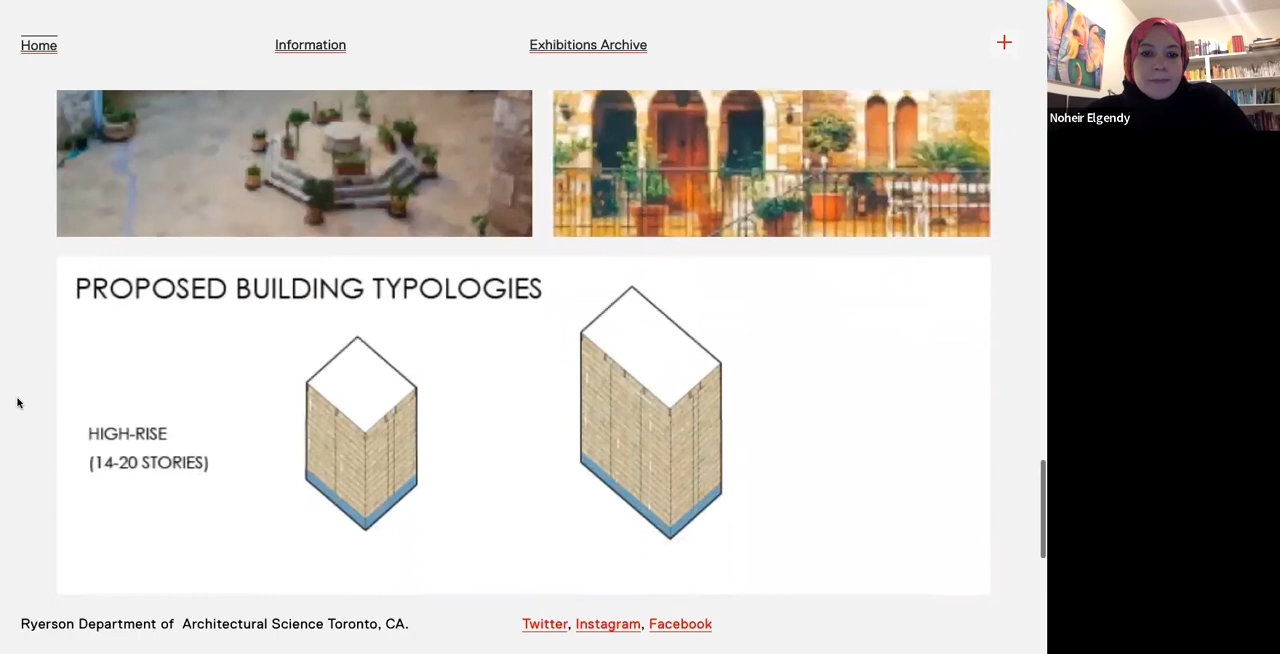 Home
Information
Exhibitions Archive
Noheir Elgendy
PROPOSED BUILDING TYPOLOGIES
HIGH-RISE
(14-20 STORIES)
Ryerson Department of Architectural Science Toronto, CA.
Twitter, Instagram, Facebook